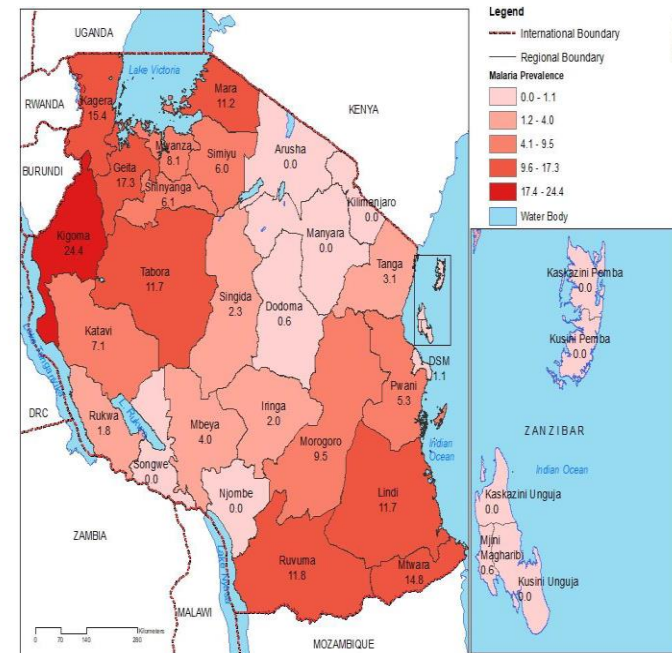 Legend
International Boundary
Regional Boundary
Malaria Prevalence
0.0 - 1.1
1.2 - 4.0
4.1 - 9.5
9.6 - 17.3
17.4 - 24.4
Water Body
UGANDA
Lake Victoria
RWANDA
Kagera
15.4
Mara
11.2
KENYA
BURUNDI
Geita
17.3
Mwanza
8.1
Simiyu
6.0
Arusha
0.0
Shinyanga
6.1
Kilimanjaro
0.0
Kigoma
24.4
Manyara
0.0
Tabora
11.7
Tanga
3.1
Singida
2.3
Dodoma
0.6
Katavi
7.1
DSM
1.1
Pwani
5.3
Lake Tanganyika
DRC
Rukwa
1.8
L. Rukwa
Mbeya
4.0
Iringa
2.0
Morogoro
9.5
Indian
Ocean
Songwe
0.0
Njombe
0.0
Lindi
11.7
ZAMBIA
Ruvuma
11.8
Mtwara
14.8
MALAWI
MOZAMBIQUE
0 70 140 280
Kilometers
Kaskazini Pemba
0.0
Kusini Pemba
0.0
ZANZIBAR
Indian Ocean
Kaskazini Unguja
0.0
Mjini
Magharibi
0.6
Kusini Unguja
0.0